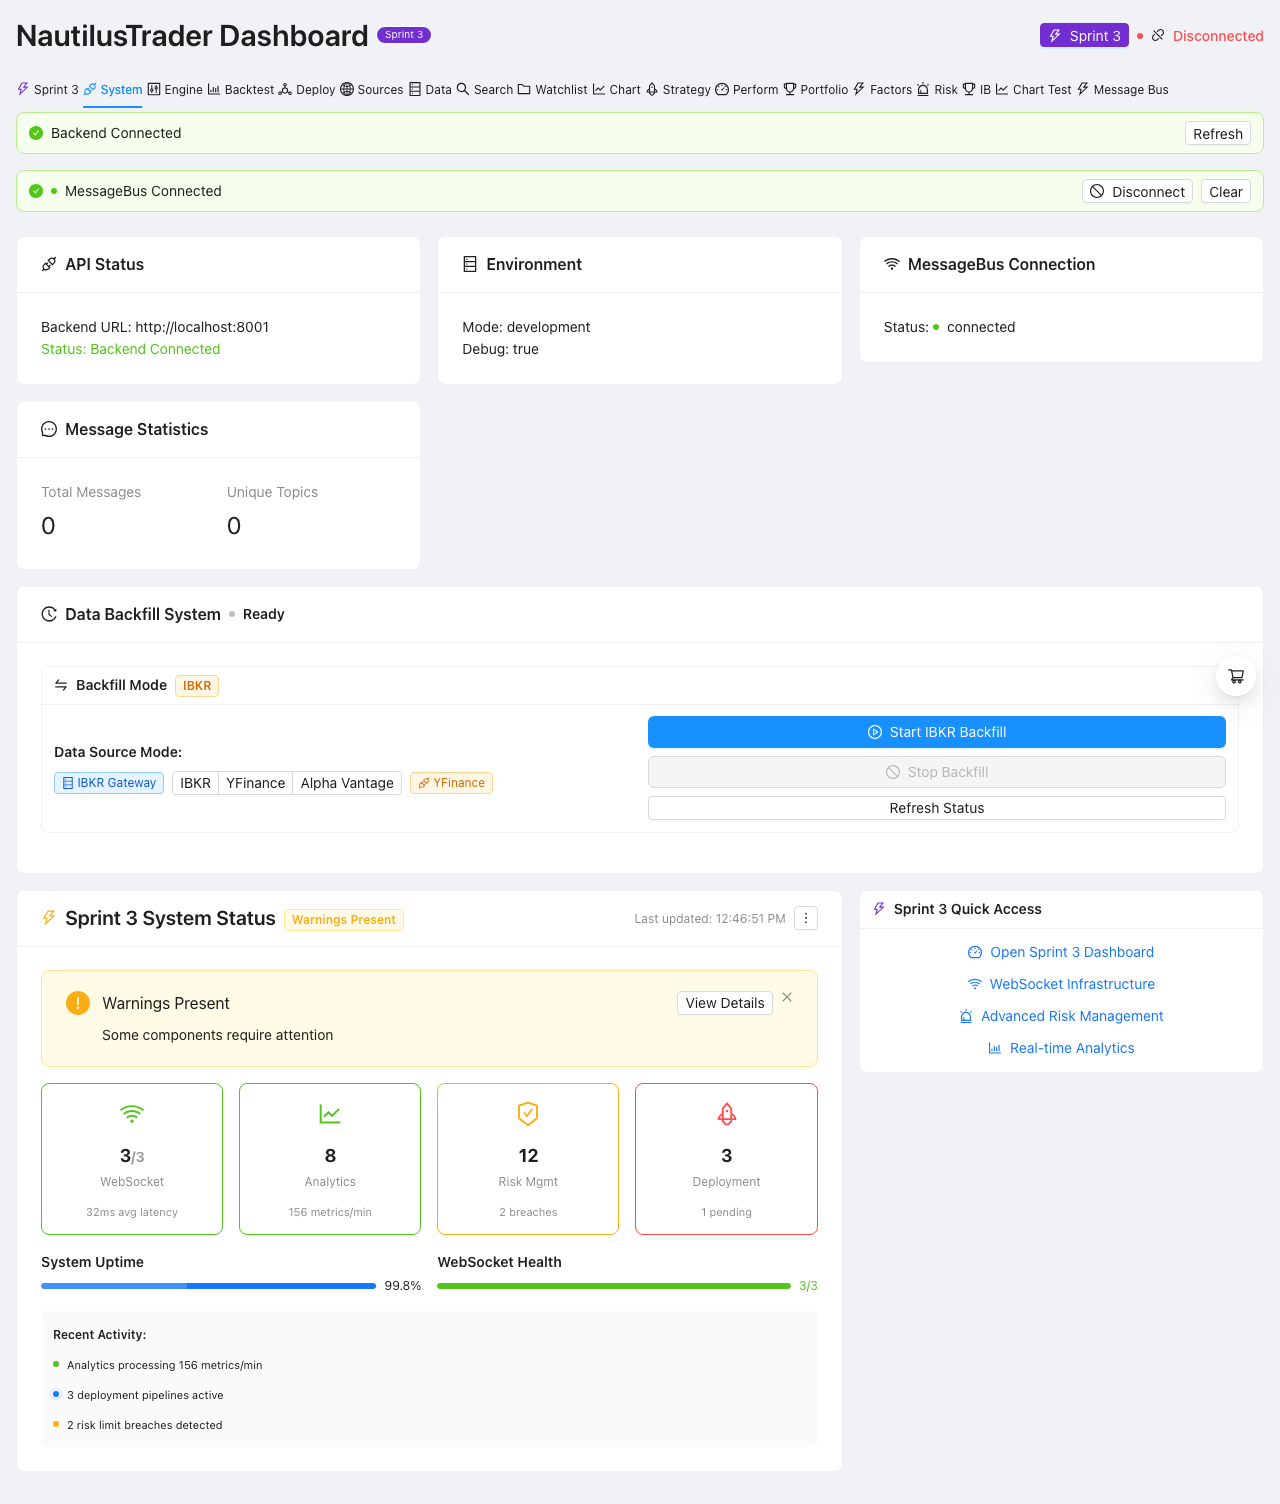 NautilusTrader Dashboard Sprint 3
Sprint 3 Disconnected
Sprint 3 System Engine Backtest Deploy Sources Data Search Watchlist Chart Strategy Perform Portfolio Factors Risk IB Chart Test Message Bus
Backend Connected Refresh
MessageBus Connected Disconnect Clear
API Status
Backend URL: http://localhost:8001
Status: Backend Connected
Environment
Mode: development
Debug: true
MessageBus Connection
Status: connected
Message Statistics
Total Messages Unique Topics
0 0
Data Backfill System Ready
Backfill Mode IBKR
Data Source Mode:
IBKR Gateway IBKR YFinance Alpha Vantage YFinance
Start IBKR Backfill
Stop Backfill
Refresh Status
Sprint 3 System Status Warnings Present Last updated: 12:46:51 PM
Warnings Present View Details
Some components require attention
3/3
WebSocket
32ms avg latency
8
Analytics
156 metrics/min
12
Risk Mgmt
2 breaches
3
Deployment
1 pending
System Uptime
99.8%
WebSocket Health
3/3
Recent Activity:
Analytics processing 156 metrics/min
3 deployment pipelines active
2 risk limit breaches detected
Sprint 3 Quick Access
Open Sprint 3 Dashboard
WebSocket Infrastructure
Advanced Risk Management
Real-time Analytics